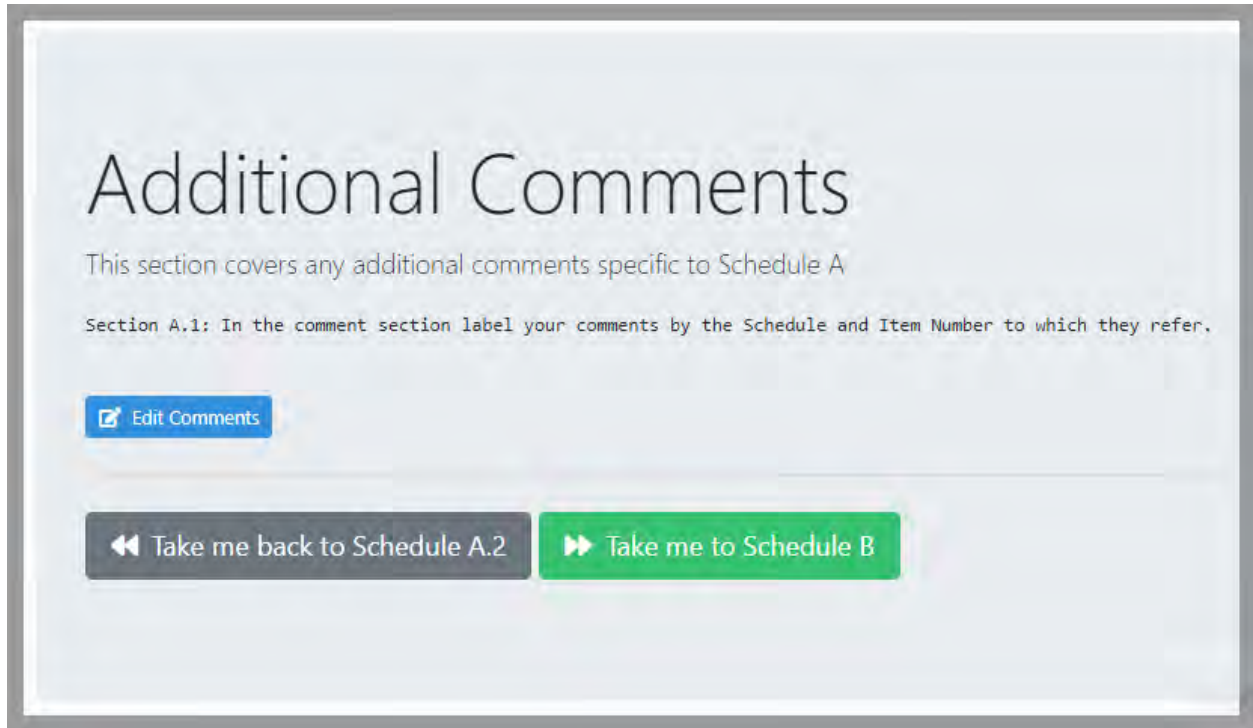 Additional Comments
This section covers any additional comments specific to Schedule A
Section A.1: In the comment section label your comments by the Schedule and Item Number to which they refer.
Edit Comments
Take me back to Schedule A.2
Take me to Schedule B